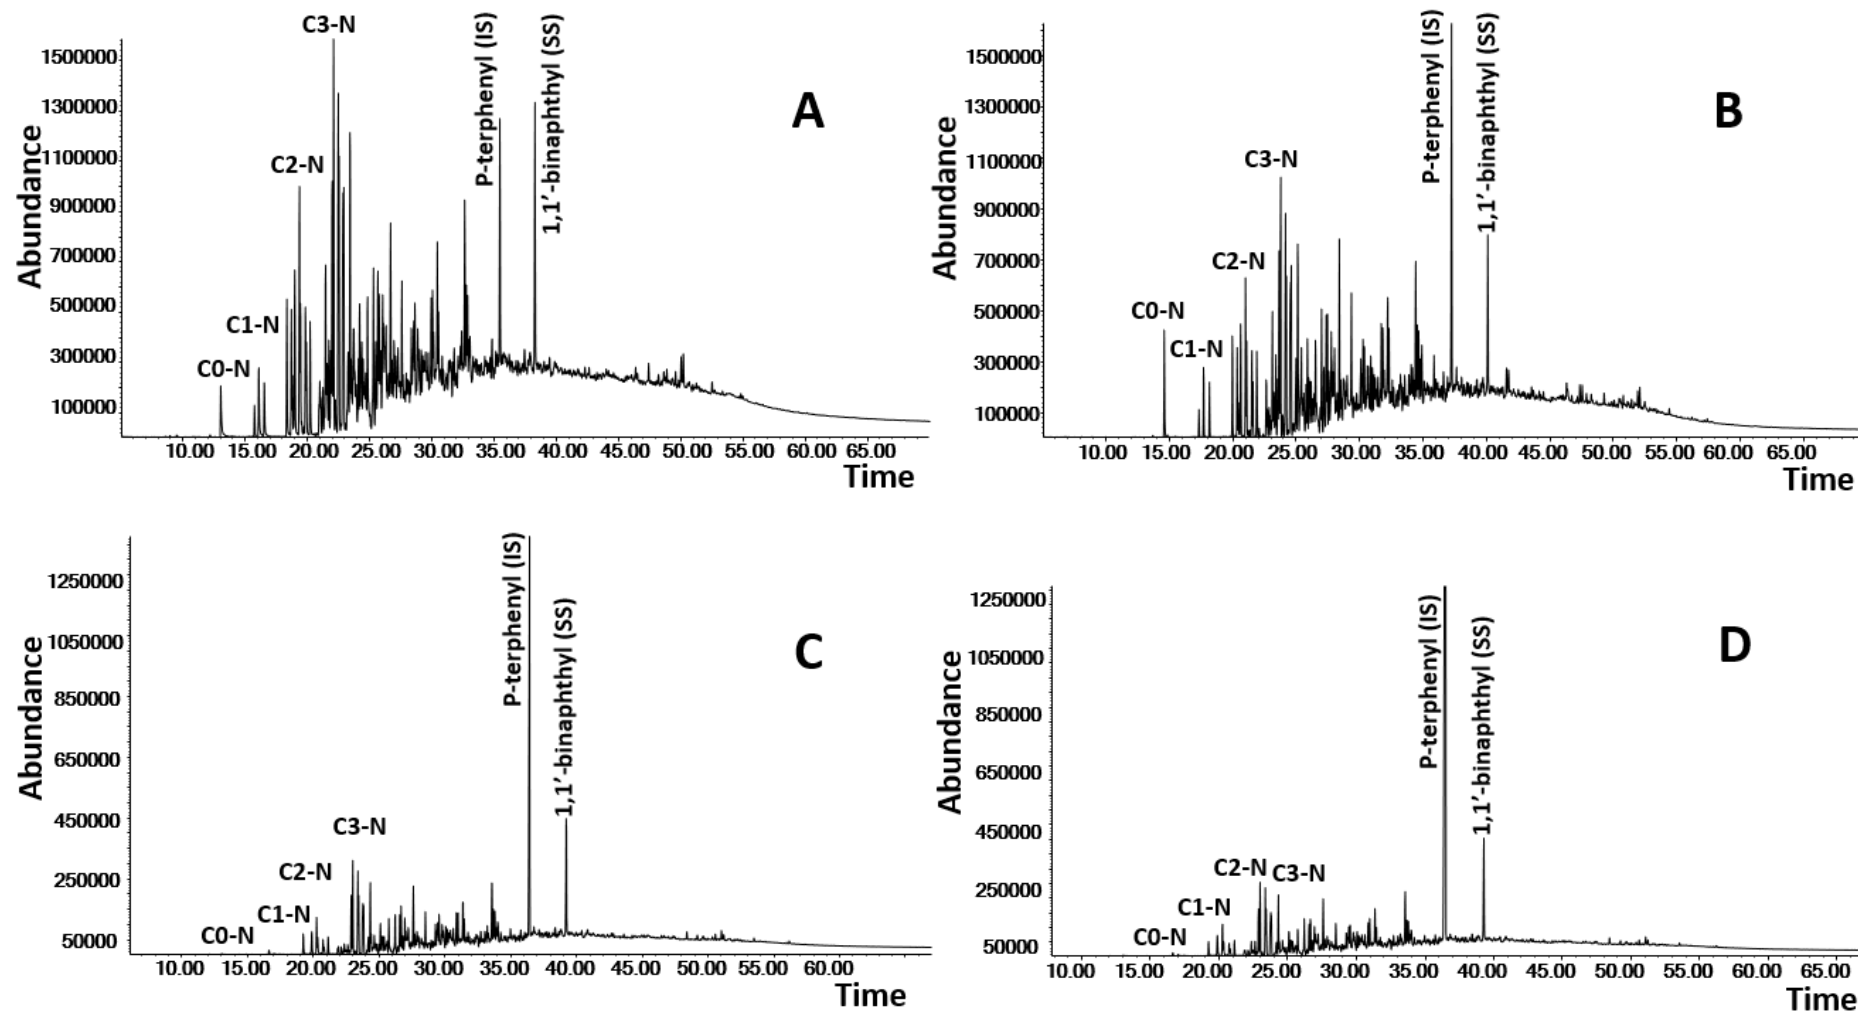 C3-N
P-terphenyl (IS)
1,1′-binaphthyl (SS)
A
1500000
1300000
1100000
900000
700000
500000
300000
100000
Abundance
C2-N
C1-N
C0-N
10.00 15.00 20.00 25.00 30.00 35.00 40.00 45.00 50.00 55.00 60.00 65.00
Time
P-terphenyl (IS)
1,1′-binaphthyl (SS)
B
1500000
1300000
1100000
900000
700000
500000
300000
100000
Abundance
C3-N
C2-N
C0-N
C1-N
10.00 15.00 20.00 25.00 30.00 35.00 40.00 45.00 50.00 55.00 60.00 65.00
Time
P-terphenyl (IS)
1,1′-binaphthyl (SS)
C
1250000
1050000
850000
650000
450000
250000
50000
Abundance
C3-N
C2-N
C1-N
C0-N
10.00 15.00 20.00 25.00 30.00 35.00 40.00 45.00 50.00 55.00 60.00
Time
P-terphenyl (IS)
1,1′-binaphthyl (SS)
D
1250000
1050000
850000
650000
450000
250000
50000
Abundance
C2-N
C3-N
C1-N
C0-N
10.00 15.00 20.00 25.00 30.00 35.00 40.00 45.00 50.00 55.00 60.00 65.00
Time